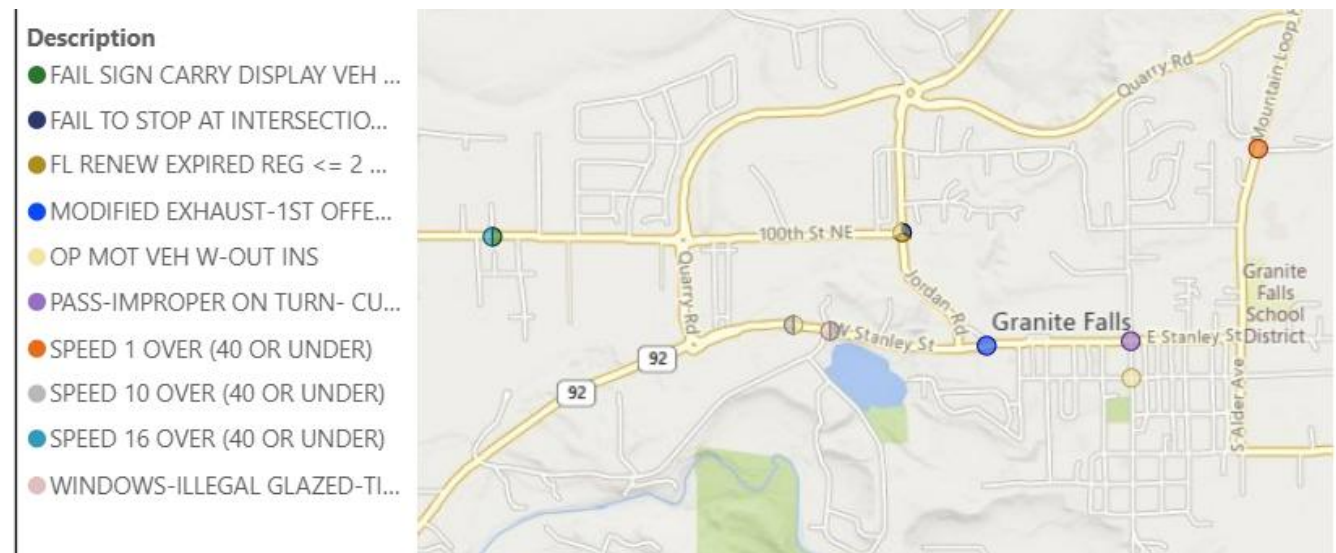 Description
FAIL SIGN CARRY DISPLAY VEH ...
FAIL TO STOP AT INTERSECTIO...
FL RENEW EXPIRED REG <= 2 ...
MODIFIED EXHAUST-1ST OFFE...
OP MOT VEH W-OUT INS
PASS-IMPROPER ON TURN- CU...
SPEED 1 OVER (40 OR UNDER)
SPEED 10 OVER (40 OR UNDER)
SPEED 16 OVER (40 OR UNDER)
WINDOWS-ILLEGAL GLAZED-TI...
Quarry Rd
Mountain Loop
100th St NE
Quarry Rd
Jordan Rd
Granite
Falls
School
District
Granite Falls
W Stanley St
E Stanley St
92
92
S Alder Ave